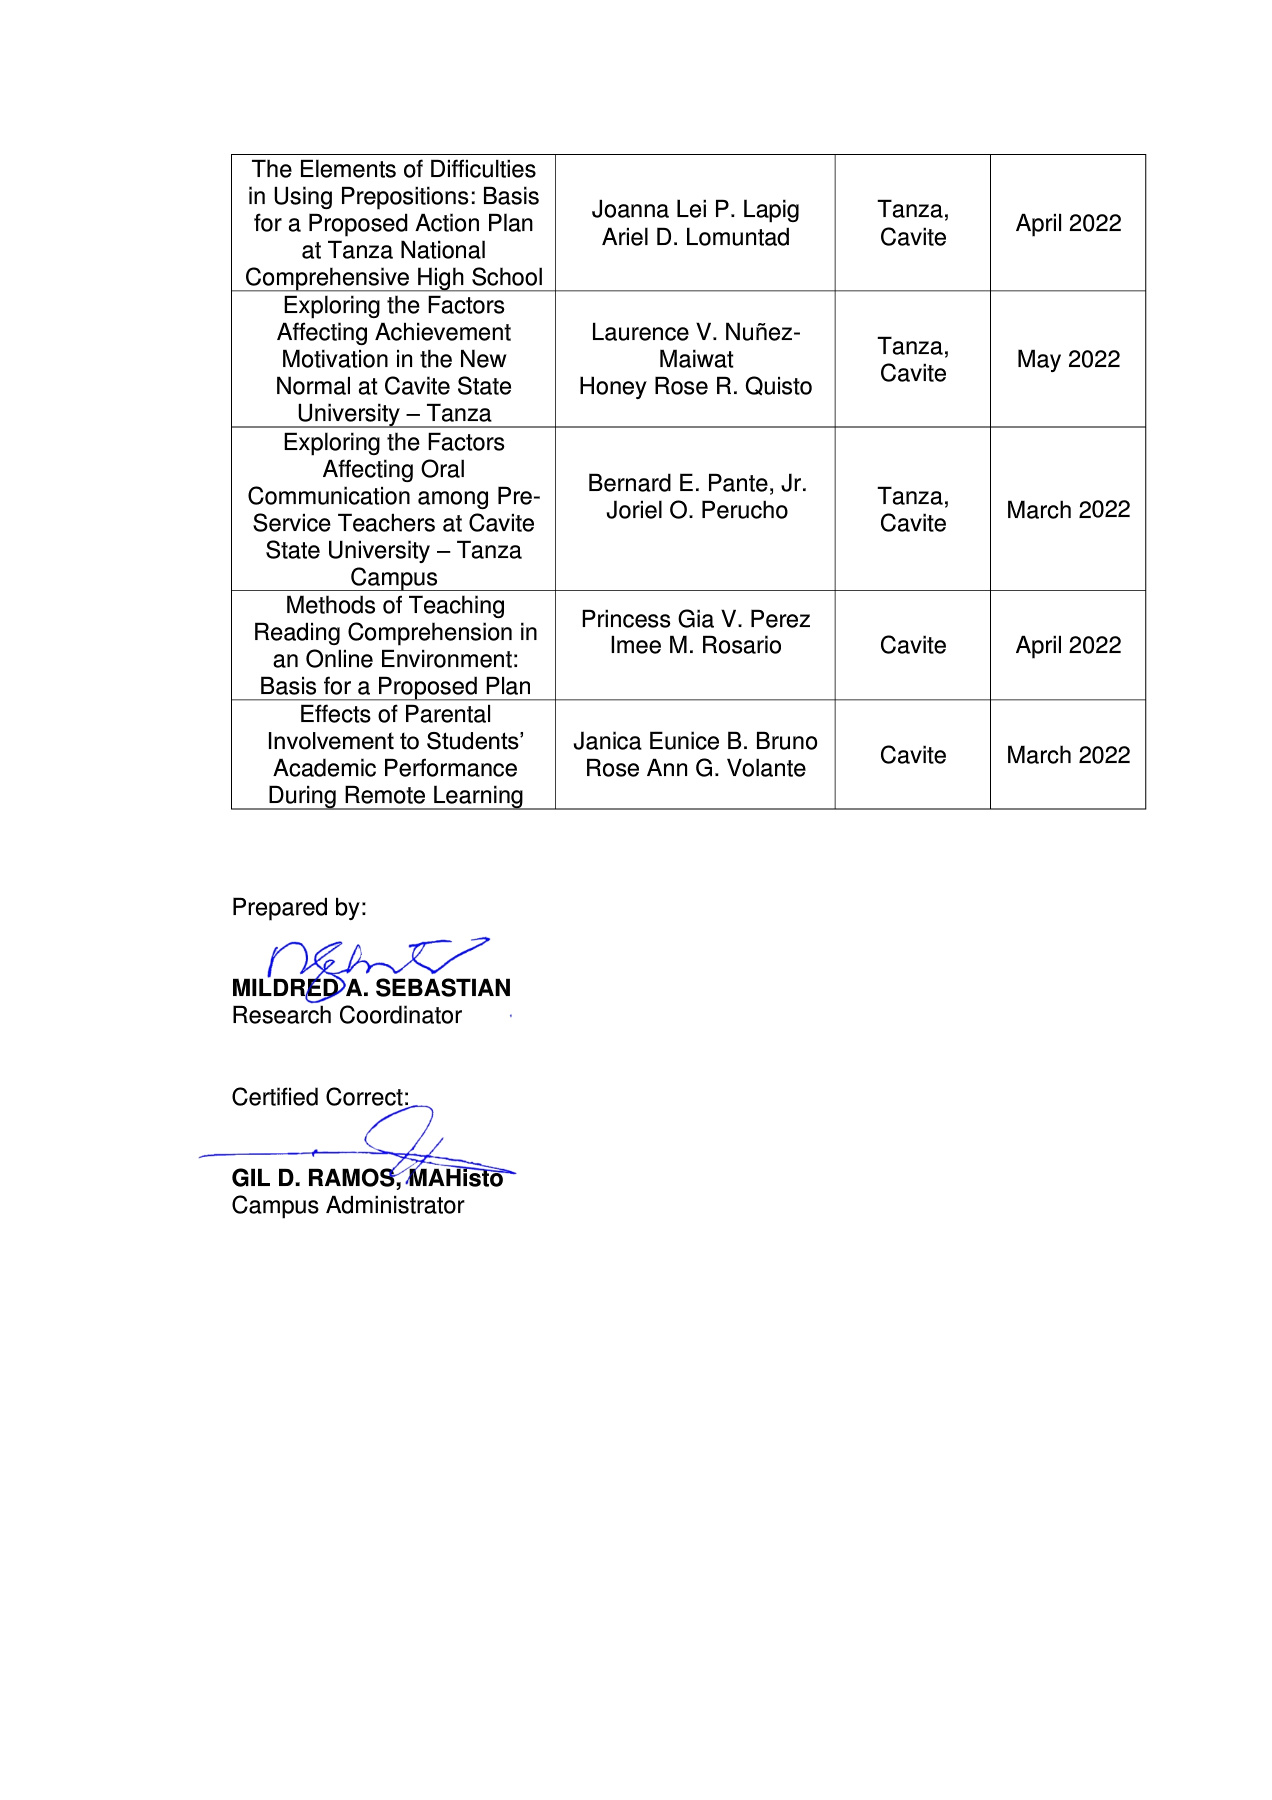 The Elements of Difficulties
in Using Prepositions: Basis
for a Proposed Action Plan
at Tanza National
Comprehensive High School
Joanna Lei P. Lapig
Ariel D. Lomuntad
Tanza,
Cavite
April 2022
Exploring the Factors
Affecting Achievement
Motivation in the New
Normal at Cavite State
University – Tanza
Laurence V. Nuñez-
Maiwat
Honey Rose R. Quisto
Tanza,
Cavite
May 2022
Exploring the Factors
Affecting Oral
Communication among Pre-
Service Teachers at Cavite
State University – Tanza
Campus
Bernard E. Pante, Jr.
Joriel O. Perucho
Tanza,
Cavite
March 2022
Methods of Teaching
Reading Comprehension in
an Online Environment:
Basis for a Proposed Plan
Princess Gia V. Perez
Imee M. Rosario
Cavite
April 2022
Effects of Parental
Involvement to Students’
Academic Performance
During Remote Learning
Janica Eunice B. Bruno
Rose Ann G. Volante
Cavite
March 2022
Prepared by:
MILDRED A. SEBASTIAN
Research Coordinator
Certified Correct:
GIL D. RAMOS, MAHisto
Campus Administrator